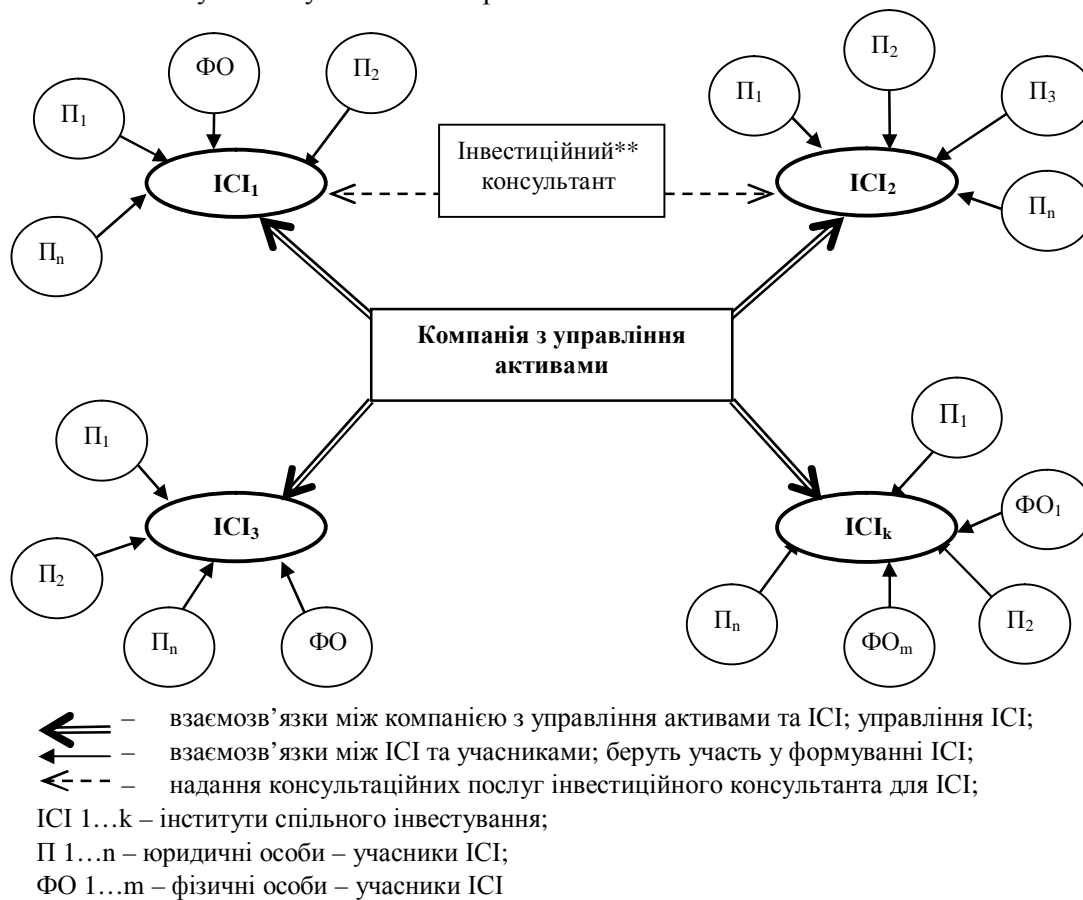 ФО
П2
П2
П1
П3
П1
Інвестиційний**
консультант
ІСІ1
ІСІ2
Пn
Пn
Компанія з управління
активами
П1
П1
ФО1
ІСІ3
ІСІk
П2
Пn
ФО
Пn
ФОm
П2
– взаємозв’язки між компанією з управління активами та ІСІ; управління ІСІ;
– взаємозв’язки між ІСІ та учасниками; беруть участь у формуванні ІСІ;
– надання консультаційних послуг інвестиційного консультанта для ІСІ;
ІСІ 1…k – інститути спільного інвестування;
П 1…n – юридичні особи – учасники ІСІ;
ФО 1…m – фізичні особи – учасники ІСІ